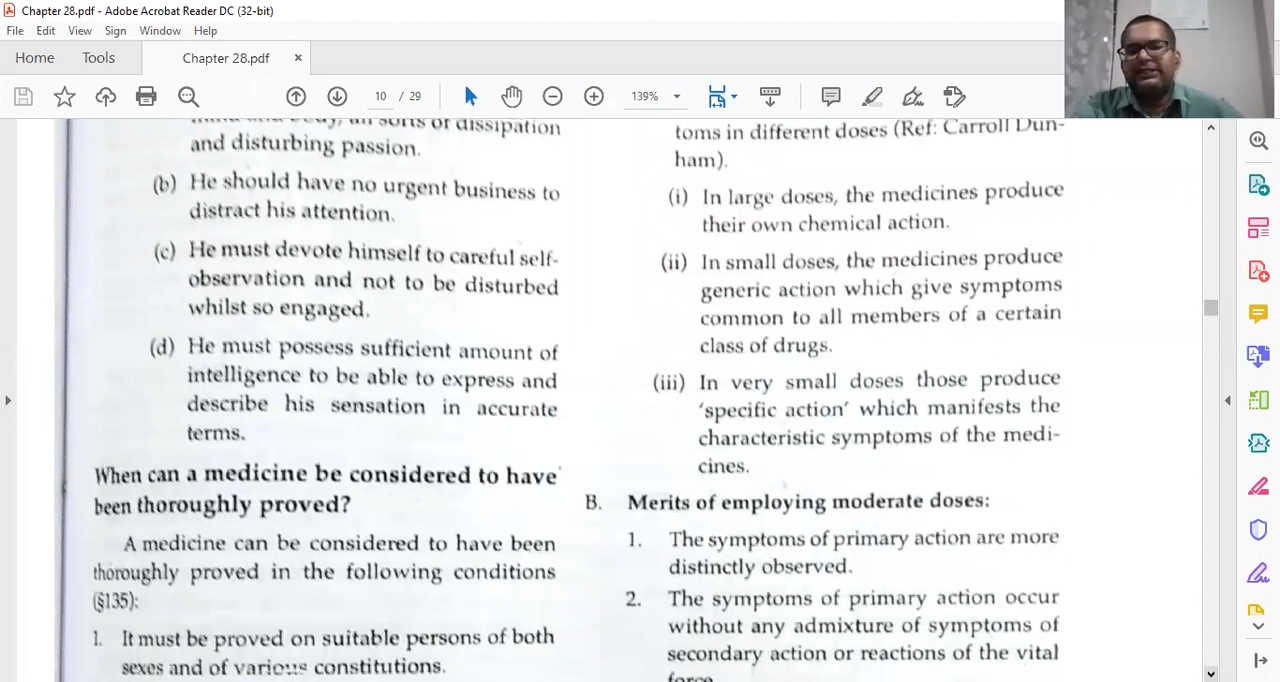 Chapter 28.pdf - Adobe Acrobat Reader DC (32-bit)
File Edit View Sign Window Help
Home Tools Chapter 28.pdf ×
10 / 29 139%
mind and body, all sorts of dissipation
and disturbing passion.
(b) He should have no urgent business to
distract his attention.
(c) He must devote himself to careful self-
observation and not to be disturbed
whilst so engaged.
(d) He must possess sufficient amount of
intelligence to be able to express and
describe his sensation in accurate
terms.
When can a medicine be considered to have
been thoroughly proved?
A medicine can be considered to have been
thoroughly proved in the following conditions
(§135):
1. It must be proved on suitable persons of both
sexes and of various constitutions.
toms in different doses (Ref: Carroll Dun-
ham).
(i) In large doses, the medicines produce
their own chemical action.
(ii) In small doses, the medicines produce
generic action which give symptoms
common to all members of a certain
class of drugs.
(iii) In very small doses those produce
'specific action' which manifests the
characteristic symptoms of the medi-
cines.
B. Merits of employing moderate doses:
1. The symptoms of primary action are more
distinctly observed.
2. The symptoms of primary action occur
without any admixture of symptoms of
secondary action or reactions of the vital
force